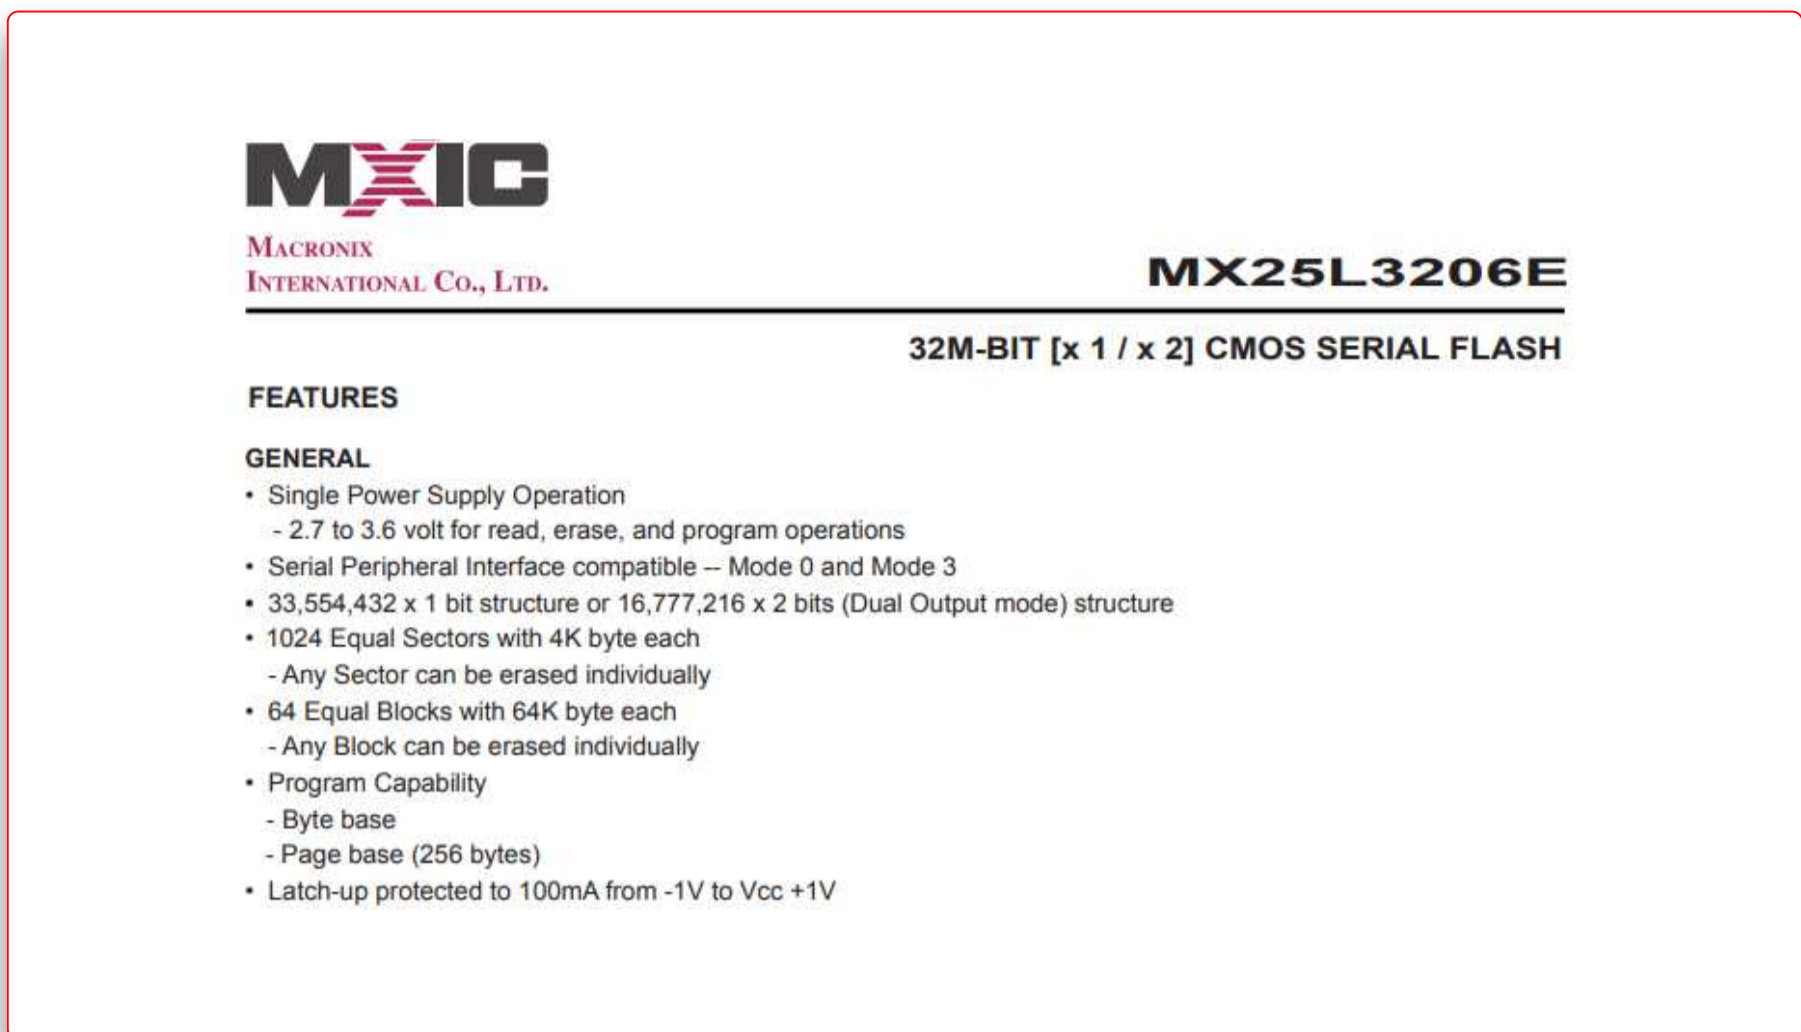 MXIC
MACRONIX
INTERNATIONAL CO., LTD.
MX25L3206E
32M-BIT [x 1 / x 2] CMOS SERIAL FLASH
FEATURES
GENERAL
• Single Power Supply Operation
- 2.7 to 3.6 volt for read, erase, and program operations
• Serial Peripheral Interface compatible -- Mode 0 and Mode 3
• 33,554,432 x 1 bit structure or 16,777,216 x 2 bits (Dual Output mode) structure
• 1024 Equal Sectors with 4K byte each
- Any Sector can be erased individually
• 64 Equal Blocks with 64K byte each
- Any Block can be erased individually
• Program Capability
- Byte base
- Page base (256 bytes)
• Latch-up protected to 100mA from -1V to Vcc +1V